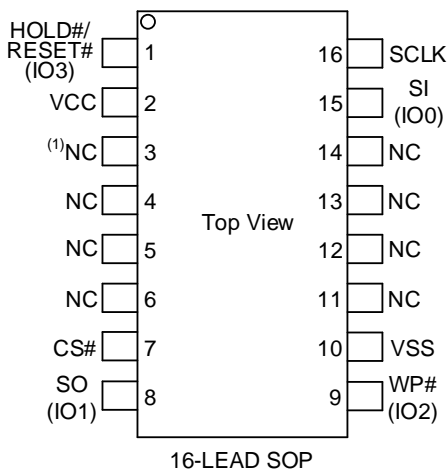 HOLD#/
RESET#
(IO3)
1
16
SCLK
VCC
2
15
SI
(IO0)
(1)NC
3
14
NC
NC
4
13
NC
Top View
NC
5
12
NC
NC
6
11
NC
CS#
7
10
VSS
SO
(IO1)
8
9
WP#
(IO2)
16-LEAD SOP